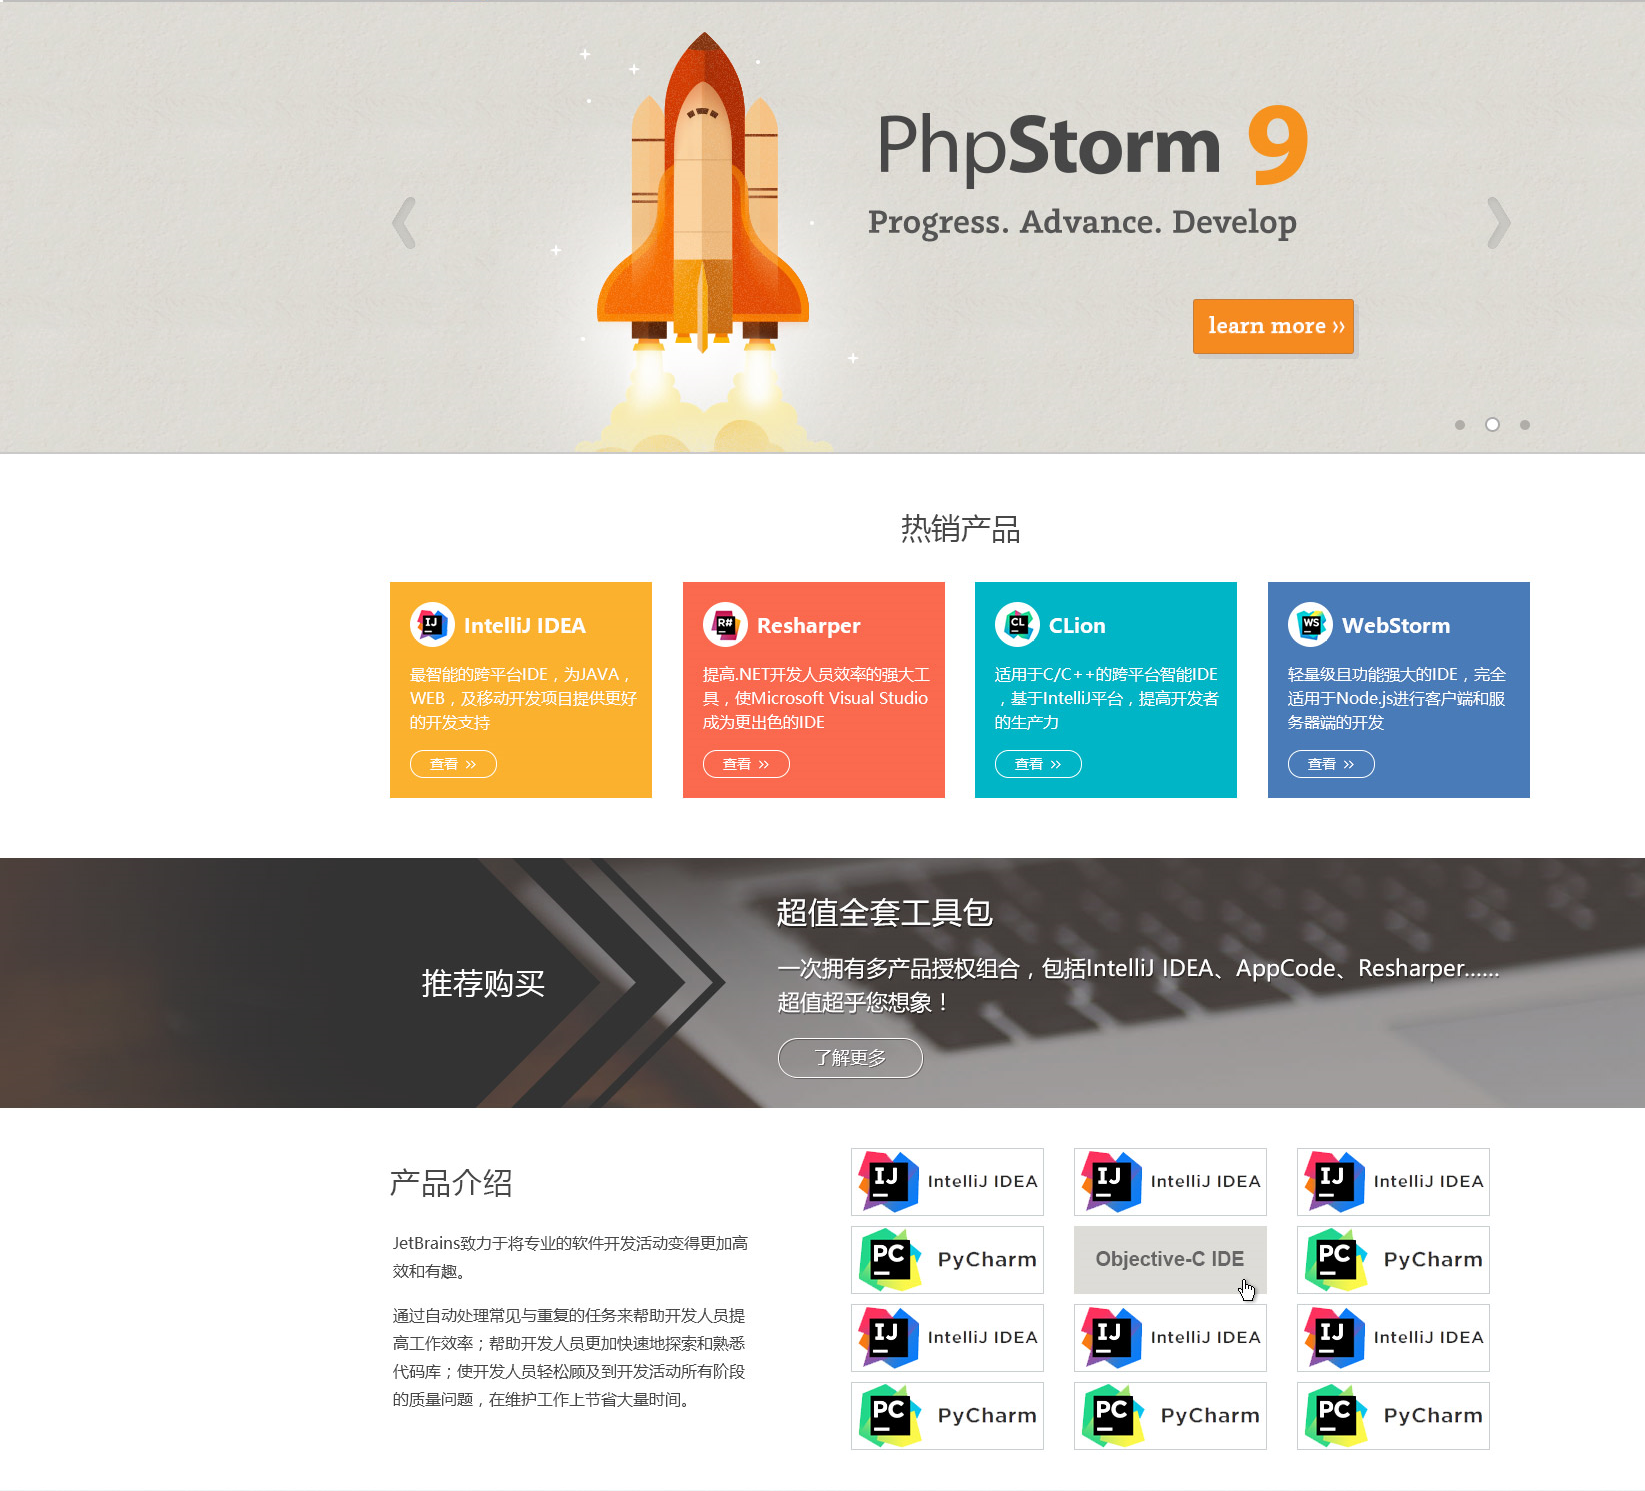 PhpStorm 9
Progress. Advance. Develop
learn more »
热销产品
IJ IntelliJ IDEA
最智能的跨平台IDE，为JAVA，
WEB，及移动开发项目提供更好
的开发支持
查看 »
R# Resharper
提高.NET开发人员效率的强大工
具，使Microsoft Visual Studio
成为更出色的IDE
查看 »
CL CLion
适用于C/C++的跨平台智能IDE
，基于IntelliJ平台，提高开发者
的生产力
查看 »
WS WebStorm
轻量级且功能强大的IDE，完全
适用于Node.js进行客户端和服
务器端的开发
查看 »
推荐购买
超值全套工具包
一次拥有多产品授权组合，包括IntelliJ IDEA、AppCode、Resharper......
超值超乎您想象！
了解更多
产品介绍
JetBrains致力于将专业的软件开发活动变得更加高
效和有趣。
通过自动处理常见与重复的任务来帮助开发人员提
高工作效率；帮助开发人员更加快速地探索和熟悉
代码库；使开发人员轻松顾及到开发活动所有阶段
的质量问题，在维护工作上节省大量时间。
IJ IntelliJ IDEA
IJ IntelliJ IDEA
IJ IntelliJ IDEA
PC PyCharm
Objective-C IDE
PC PyCharm
IJ IntelliJ IDEA
IJ IntelliJ IDEA
IJ IntelliJ IDEA
PC PyCharm
PC PyCharm
PC PyCharm